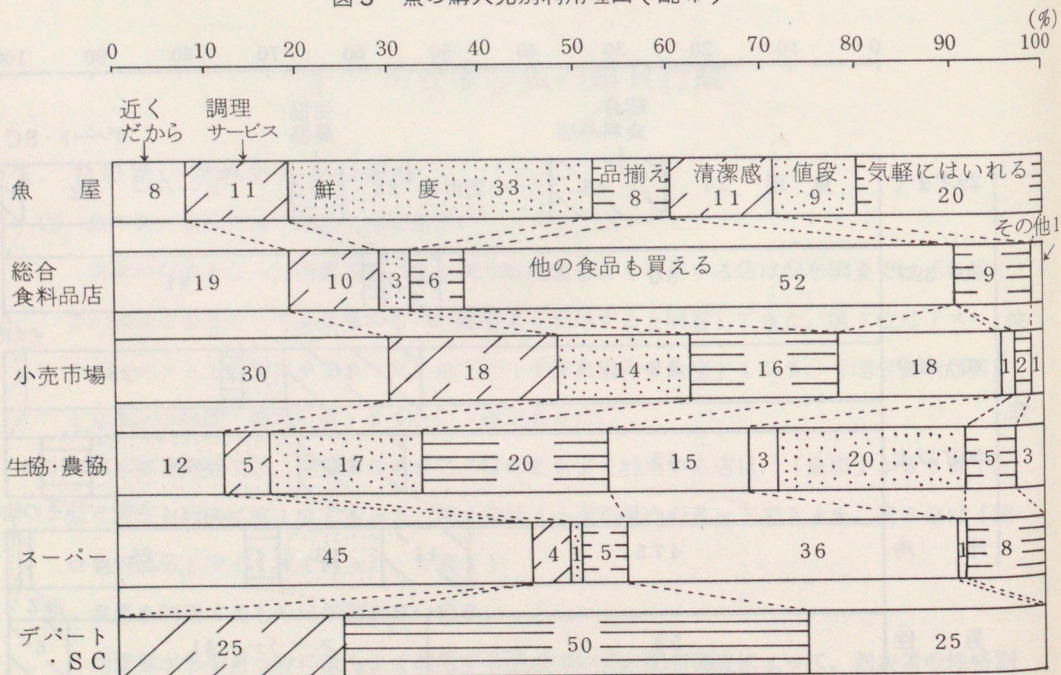 (%)
0 10 20 30 40 50 60 70 80 90 100
近く 調理
だから サービス
品揃え 清潔感 値段 気軽にはいれる
魚屋 8 11 鮮度 33 8 11 9 20
その他1
総合
食料品店 19 10 3 6 他の食品も買える 52 9
小売市場 30 18 14 16 18 1 2 1
生協・農協 12 5 17 20 15 3 20 5 3
スーパー 45 4 1 5 36 1 8
デパート
・SC 25 50 25